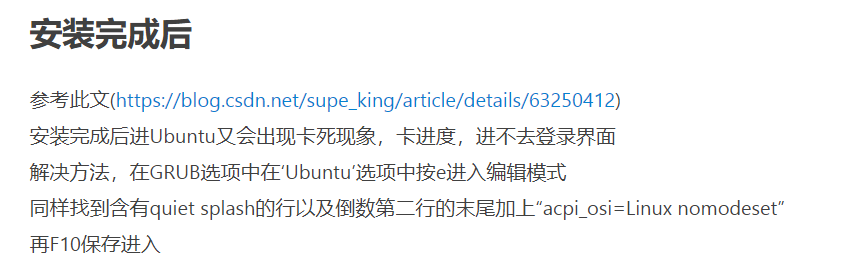 安装完成后
参考此文(https://blog.csdn.net/supe_king/article/details/63250412)
安装完成后进Ubuntu又会出现卡死现象，卡进度，进不去登录界面
解决方法，在GRUB选项中在‘Ubuntu’选项中按e进入编辑模式
同样找到含有quiet splash的行以及倒数第二行的末尾加上“acpi_osi=Linux nomodeset”
再F10保存进入